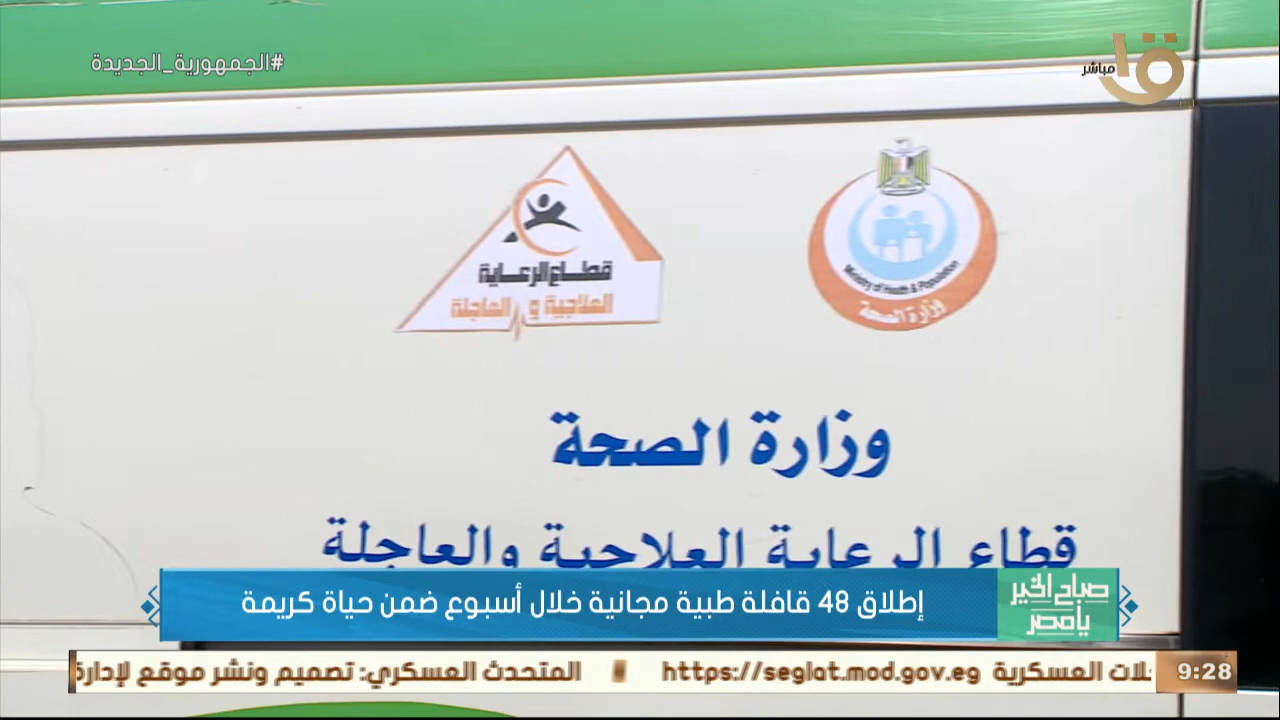 #الجمهورية_الجديدة
مباشر
قطاع الرعاية
العلاجية و العاجلة
Ministry of Health & Population
وزارة الصحة
وزارة الصحة
قطاع الرعاية العلاجية والعاجلة
صباح الخير
يا مصر
إطلاق 48 قافلة طبية مجانية خلال أسبوع ضمن حياة كريمة
9:28
العسكرية https://seglat.mod.gov.eg المتحدث العسكري: تصميم ونشر موقع لإدارة